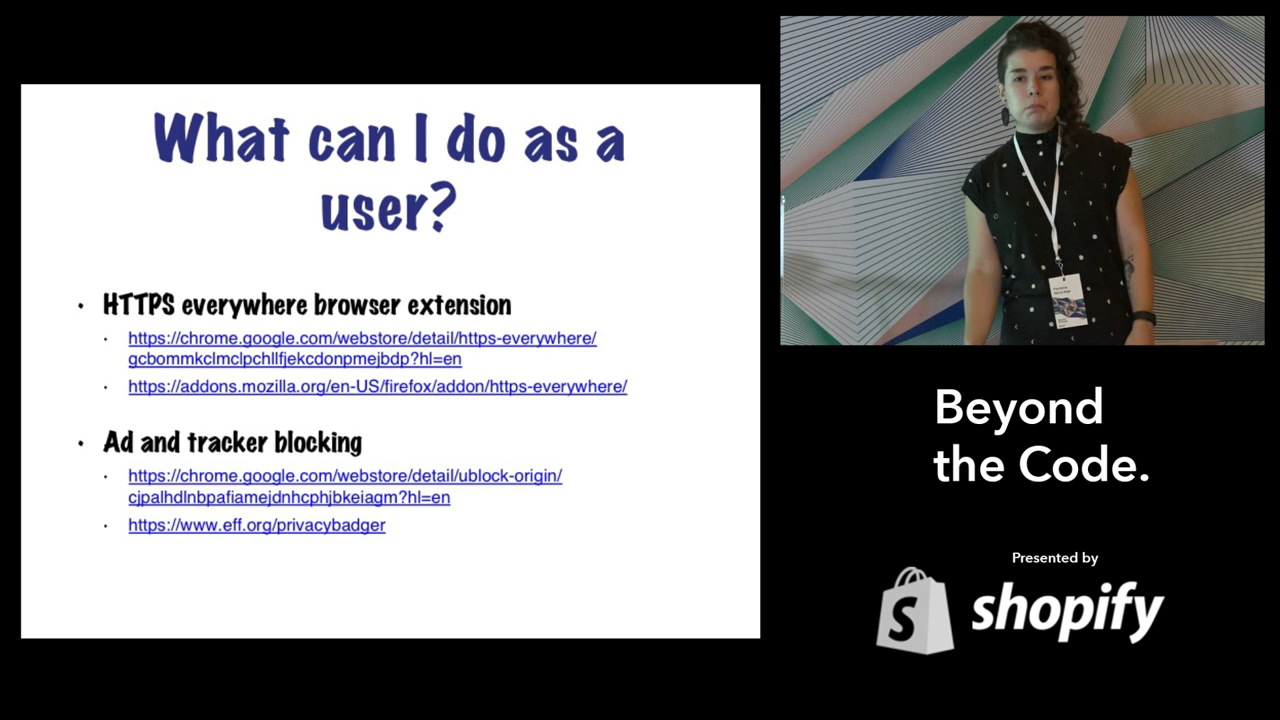 What can I do as a
user?
• HTTPS everywhere browser extension
• https://chrome.google.com/webstore/detail/https-everywhere/
gcbommkclmclpchllfjekcdonpmejbdp?hl=en
• https://addons.mozilla.org/en-US/firefox/addon/https-everywhere/
• Ad and tracker blocking
• https://chrome.google.com/webstore/detail/ublock-origin/
cjpalhdlnbpafiamejdnhcphjbkeiagm?hl=en
• https://www.eff.org/privacybadger
Beyond
the Code.
Presented by
S
shopify